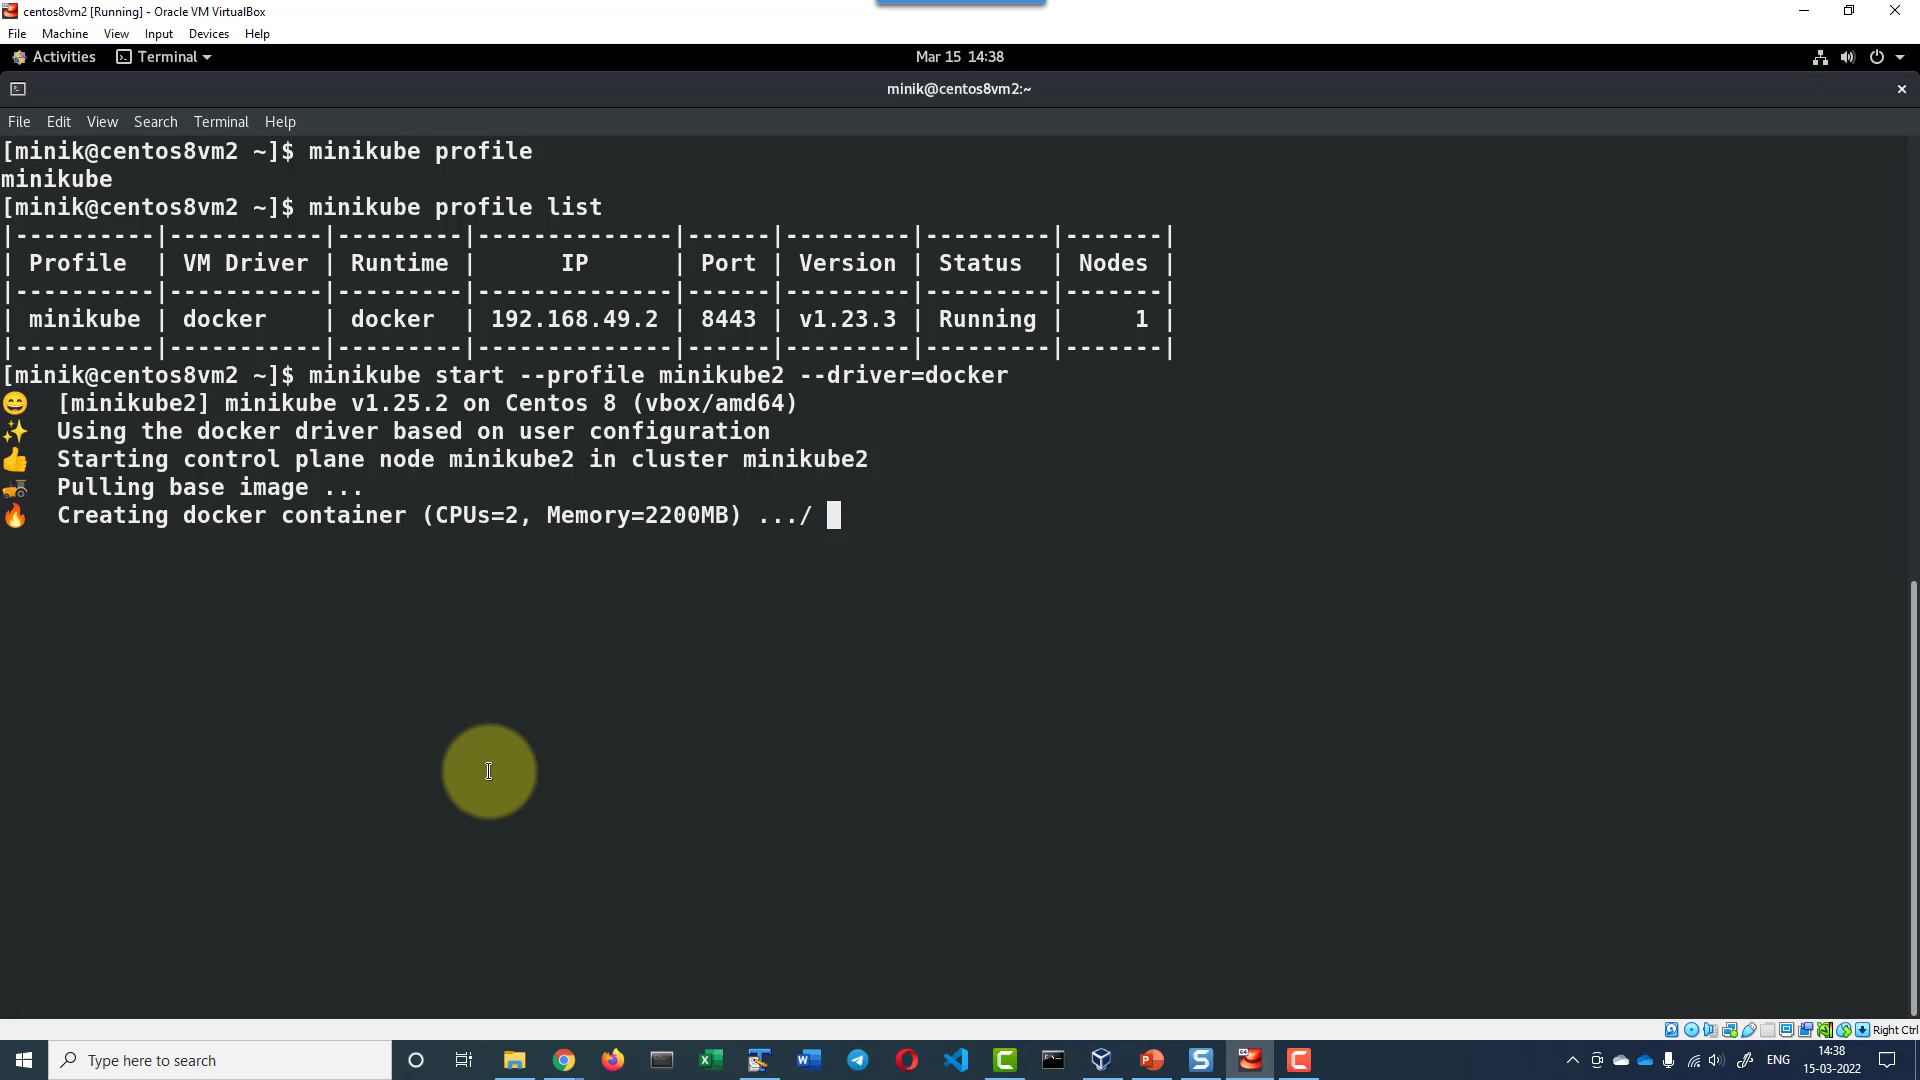 centos8vm2 [Running] - Oracle VM VirtualBox
File Machine View Input Devices Help
Activities Terminal Mar 15 14:38
minik@centos8vm2:~
File Edit View Search Terminal Help
[minik@centos8vm2 ~]$ minikube profile
minikube
[minik@centos8vm2 ~]$ minikube profile list
|----------|-----------|---------|--------------|------|---------|---------|-------|
| Profile | VM Driver | Runtime | IP | Port | Version | Status | Nodes |
|----------|-----------|---------|--------------|------|---------|---------|-------|
| minikube | docker | docker | 192.168.49.2 | 8443 | v1.23.3 | Running | 1 |
|----------|-----------|---------|--------------|------|---------|---------|-------|
[minik@centos8vm2 ~]$ minikube start --profile minikube2 --driver=docker
😄 [minikube2] minikube v1.25.2 on Centos 8 (vbox/amd64)
✨ Using the docker driver based on user configuration
👍 Starting control plane node minikube2 in cluster minikube2
🚜 Pulling base image ...
🔥 Creating docker container (CPUs=2, Memory=2200MB) .../
Right Ctrl
Type here to search
ENG
14:38
15-03-2022